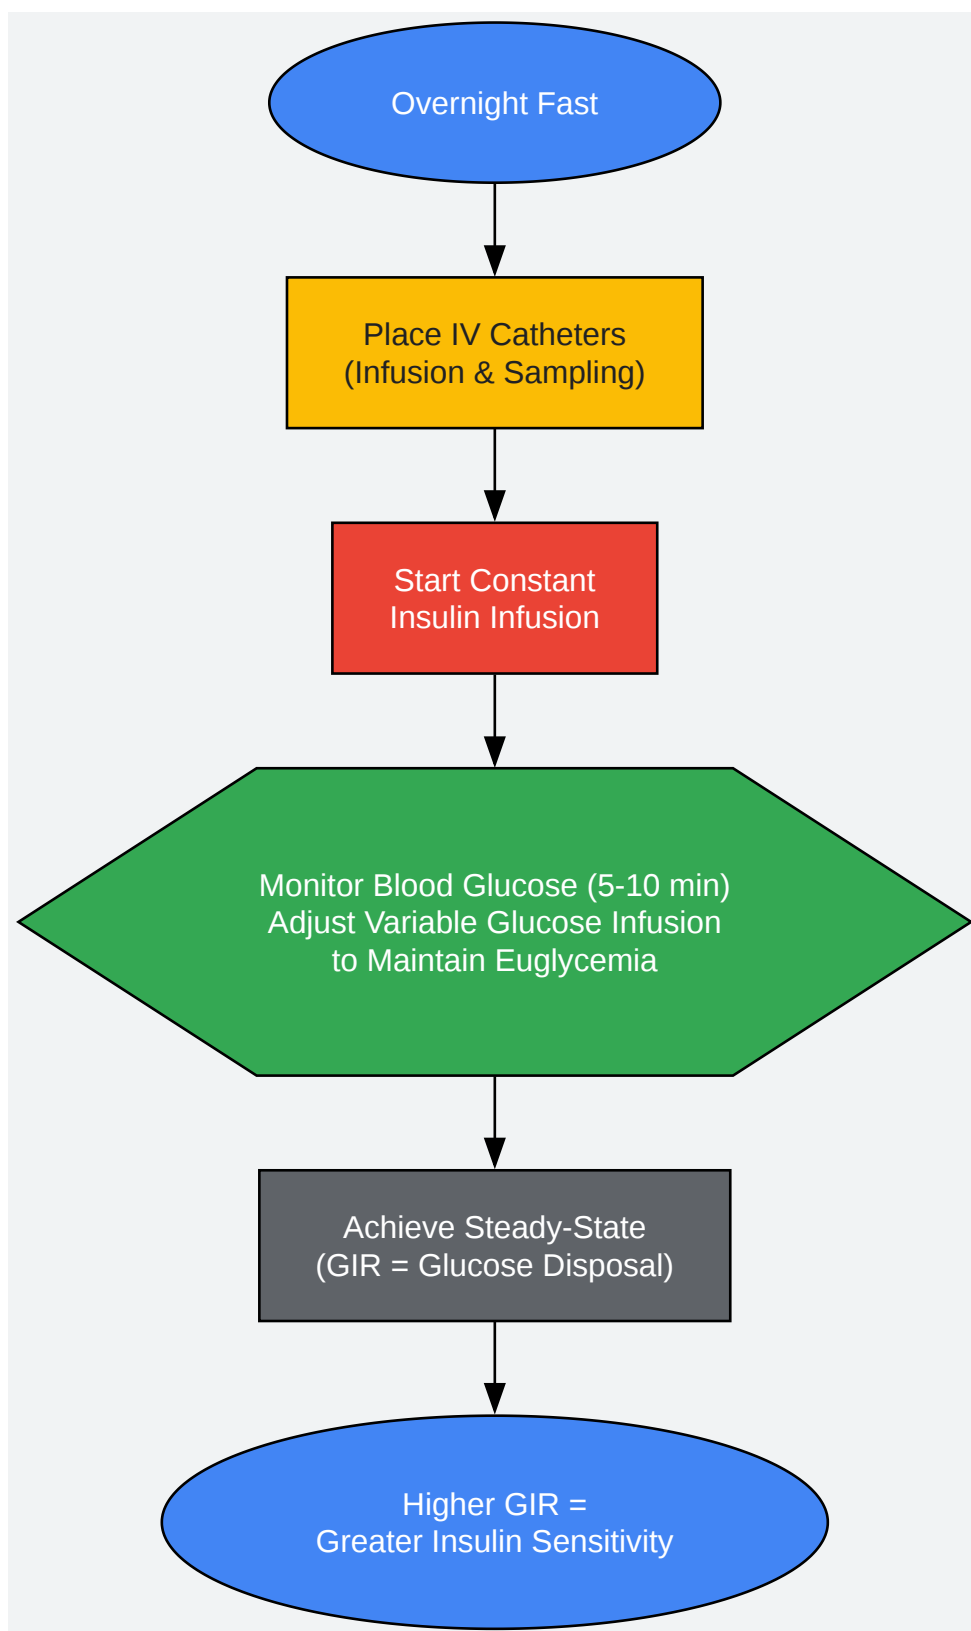 Overnight Fast
Place IV Catheters
(Infusion & Sampling)
Start Constant
Insulin Infusion
Monitor Blood Glucose (5-10 min)
Adjust Variable Glucose Infusion
to Maintain Euglycemia
Achieve Steady-State
(GIR = Glucose Disposal)
Higher GIR =
Greater Insulin Sensitivity